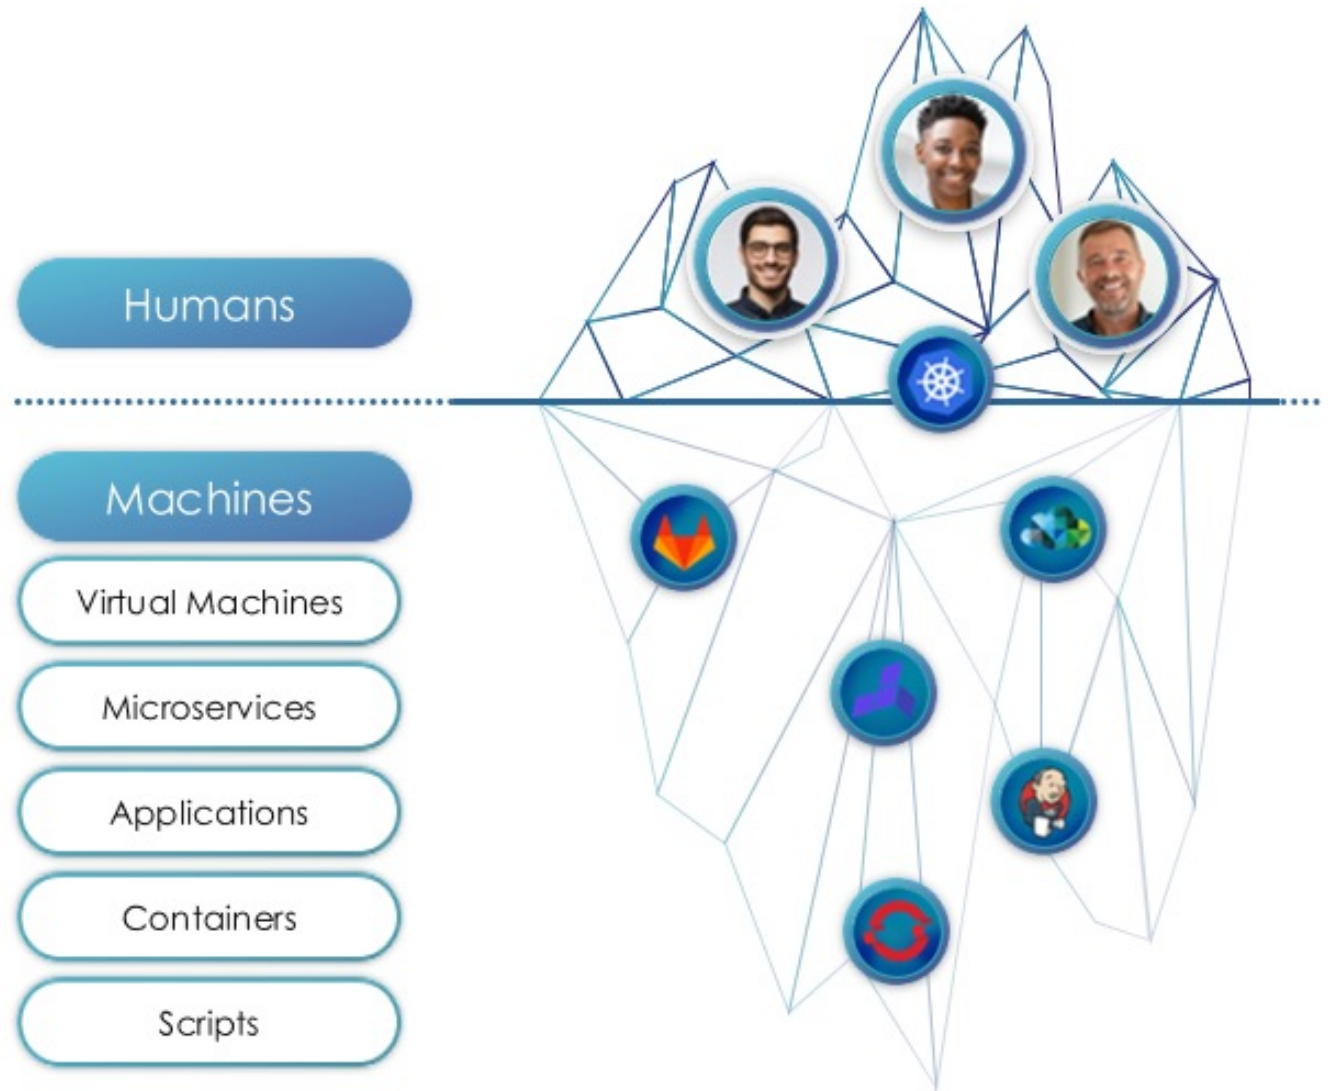 Humans
Machines
Virtual Machines
Microservices
Applications
Containers
Scripts